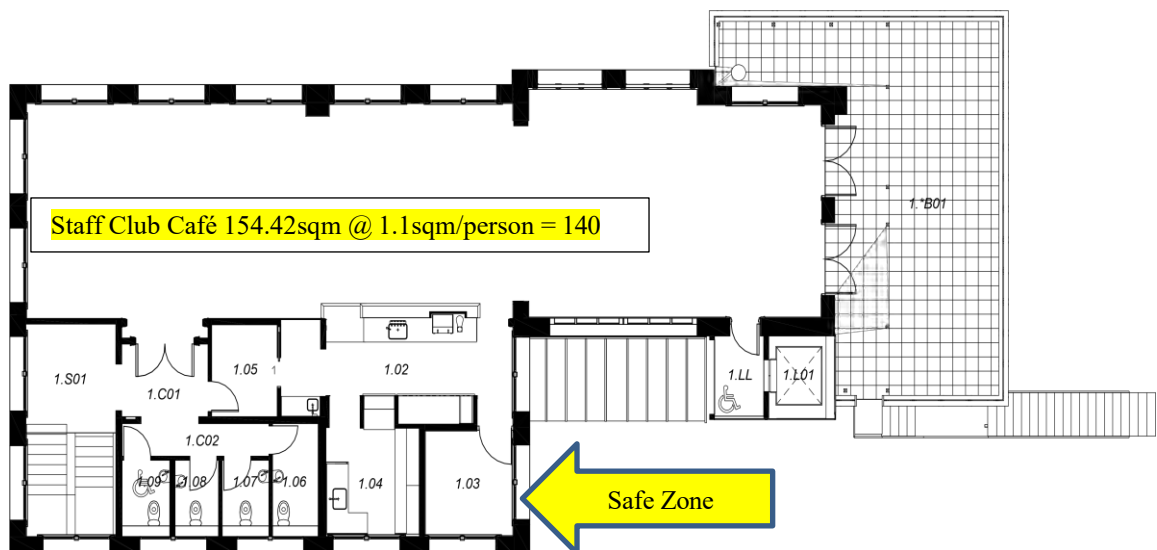 1.*B01
Staff Club Café 154.42sqm @ 1.1sqm/person = 140
1.S01
1.C01
1.05
1
1.02
1.LL
1.L01
1.C02
1.09
1.08
1.07
1.06
1.04
1.03
Safe Zone